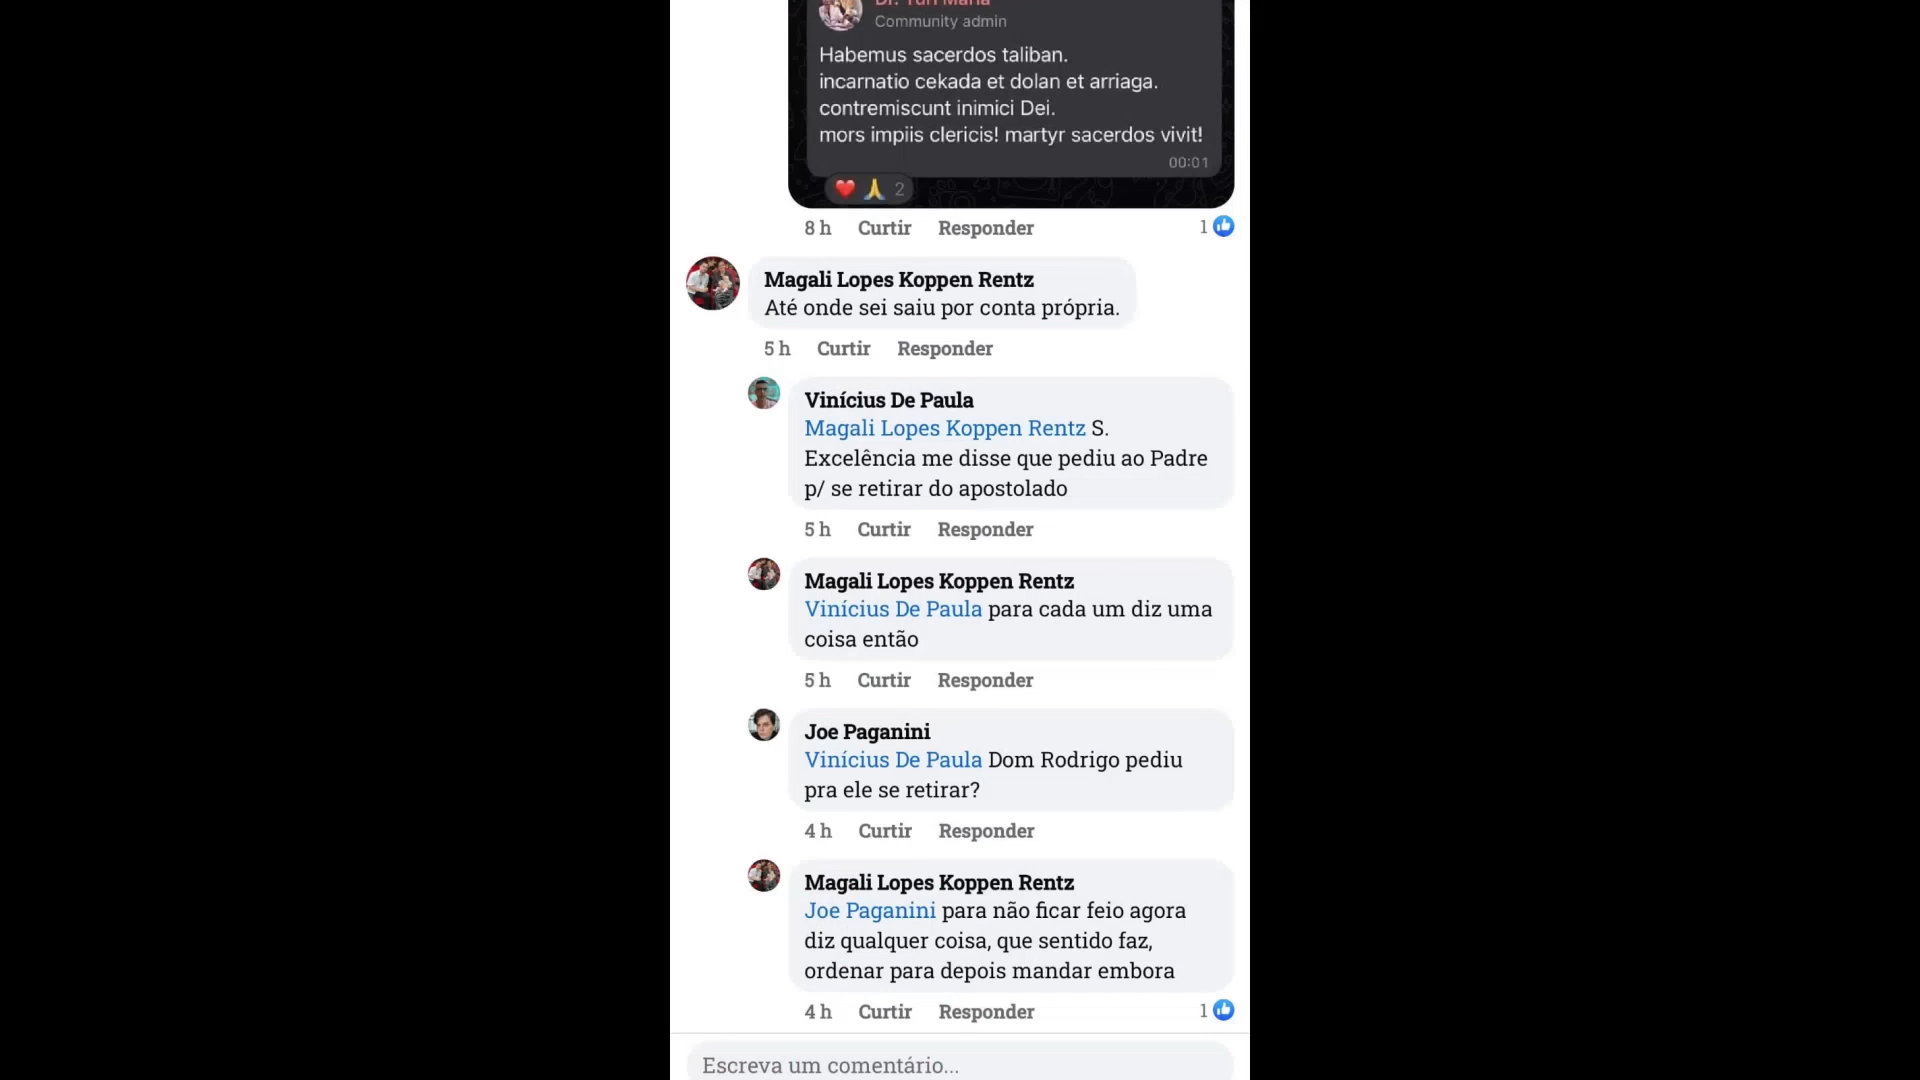 Dr. Yuri Maria
Community admin
Habemus sacerdos taliban.
incarnatio cekada et dolan et arriaga.
contremiscunt inimici Dei.
mors impiis clericis! martyr sacerdos vivit!
00:01
2
8 h Curtir Responder 1
Magali Lopes Koppen Rentz
Até onde sei saiu por conta própria.
5 h Curtir Responder
Vinícius De Paula
Magali Lopes Koppen Rentz S.
Excelência me disse que pediu ao Padre
p/ se retirar do apostolado
5 h Curtir Responder
Magali Lopes Koppen Rentz
Vinícius De Paula para cada um diz uma
coisa então
5 h Curtir Responder
Joe Paganini
Vinícius De Paula Dom Rodrigo pediu
pra ele se retirar?
4 h Curtir Responder
Magali Lopes Koppen Rentz
Joe Paganini para não ficar feio agora
diz qualquer coisa, que sentido faz,
ordenar para depois mandar embora
4 h Curtir Responder 1
Escreva um comentário...